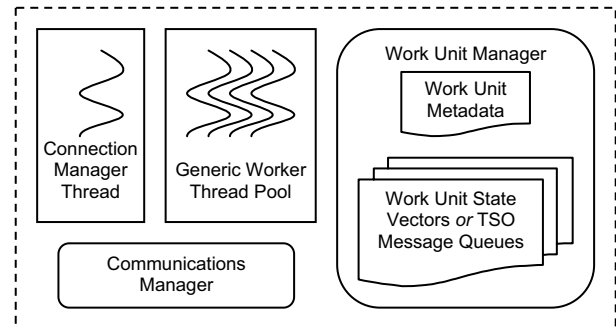 Connection
Manager
Thread
Generic Worker
Thread Pool
Communications
Manager
Work Unit Manager
Work Unit
Metadata
Work Unit State
Vectors or TSO
Message Queues